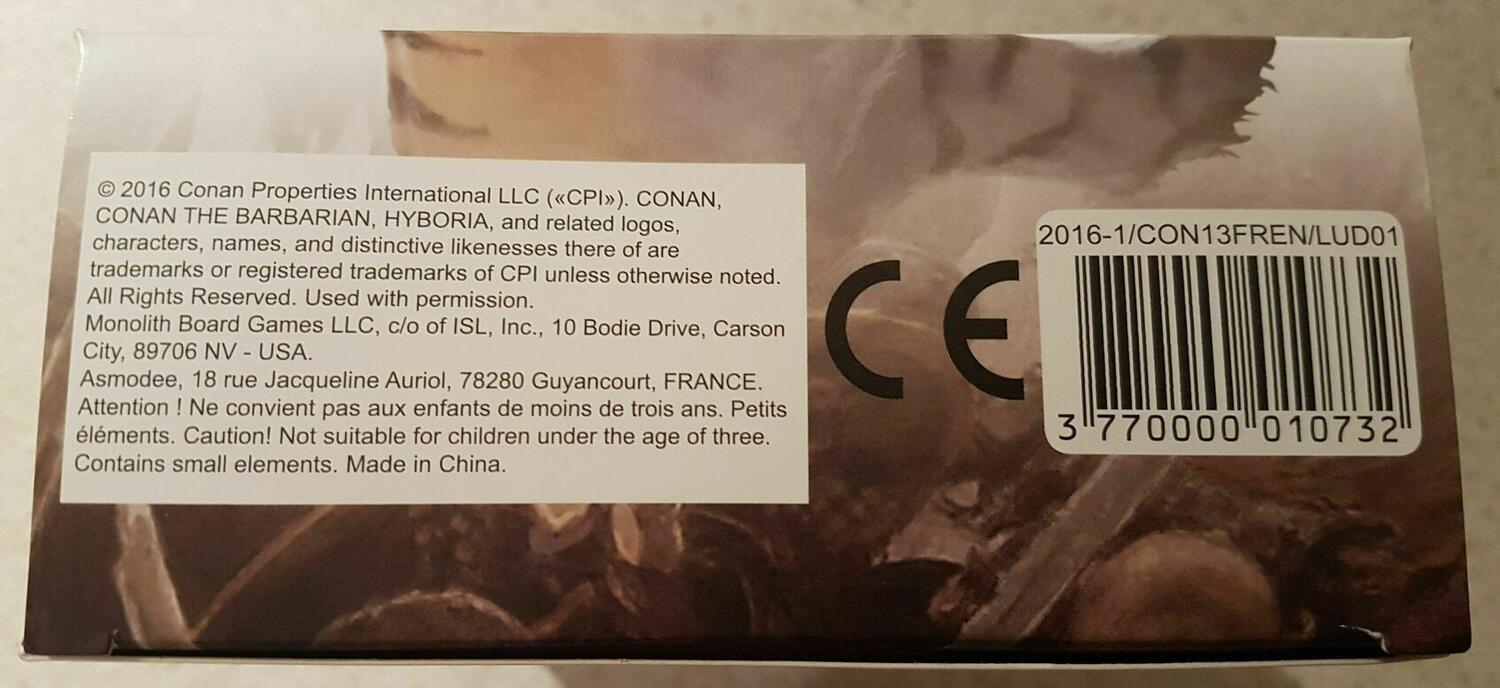 © 2016 Conan Properties International LLC («CPI»). CONAN,
CONAN THE BARBARIAN, HYBORIA, and related logos,
characters, names, and distinctive likenesses there of are
trademarks or registered trademarks of CPI unless otherwise noted.
All Rights Reserved. Used with permission.
Monolith Board Games LLC, c/o of ISL, Inc., 10 Bodie Drive, Carson
City, 89706 NV - USA.
Asmodee, 18 rue Jacqueline Auriol, 78280 Guyancourt, FRANCE.
Attention ! Ne convient pas aux enfants de moins de trois ans. Petits
éléments. Caution! Not suitable for children under the age of three.
Contains small elements. Made in China.
CE
2016-1/CON13FREN/LUD01
3 770000 010732